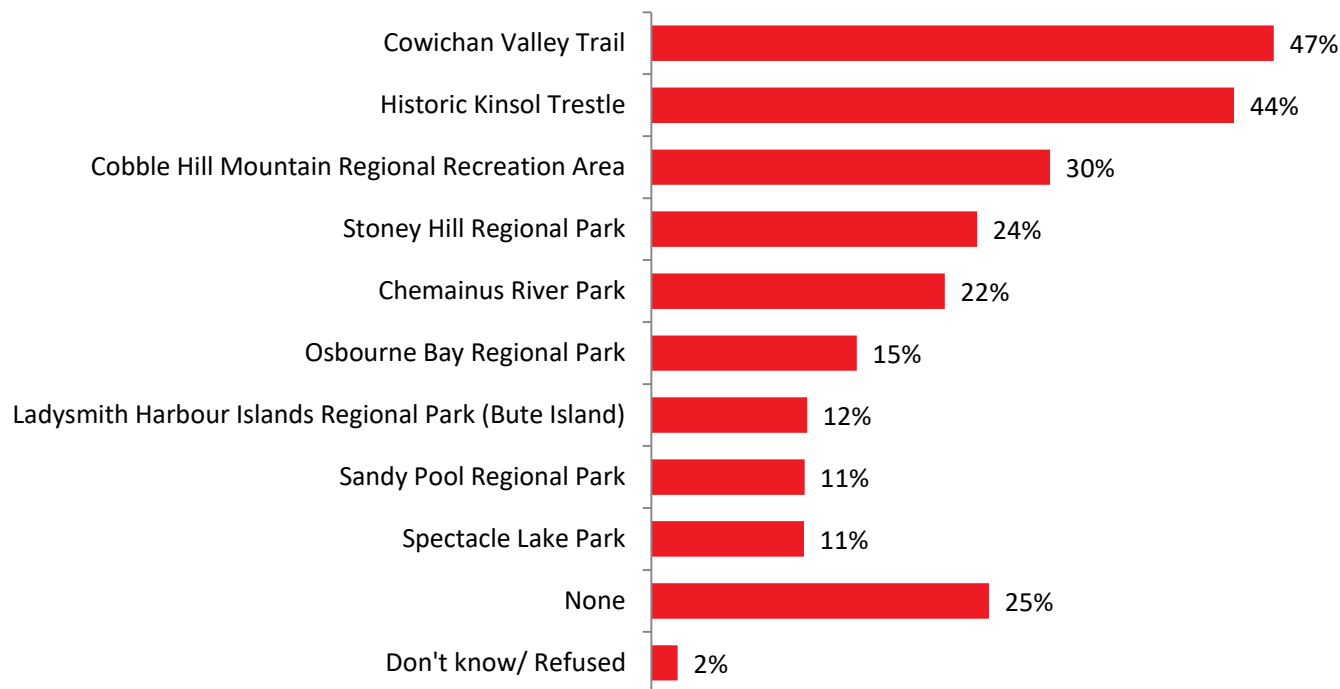 Cowichan Valley Trail 47%
Historic Kinsol Trestle 44%
Cobble Hill Mountain Regional Recreation Area 30%
Stoney Hill Regional Park 24%
Chemainus River Park 22%
Osbourne Bay Regional Park 15%
Ladysmith Harbour Islands Regional Park (Bute Island) 12%
Sandy Pool Regional Park 11%
Spectacle Lake Park 11%
None 25%
Don't know/ Refused 2%